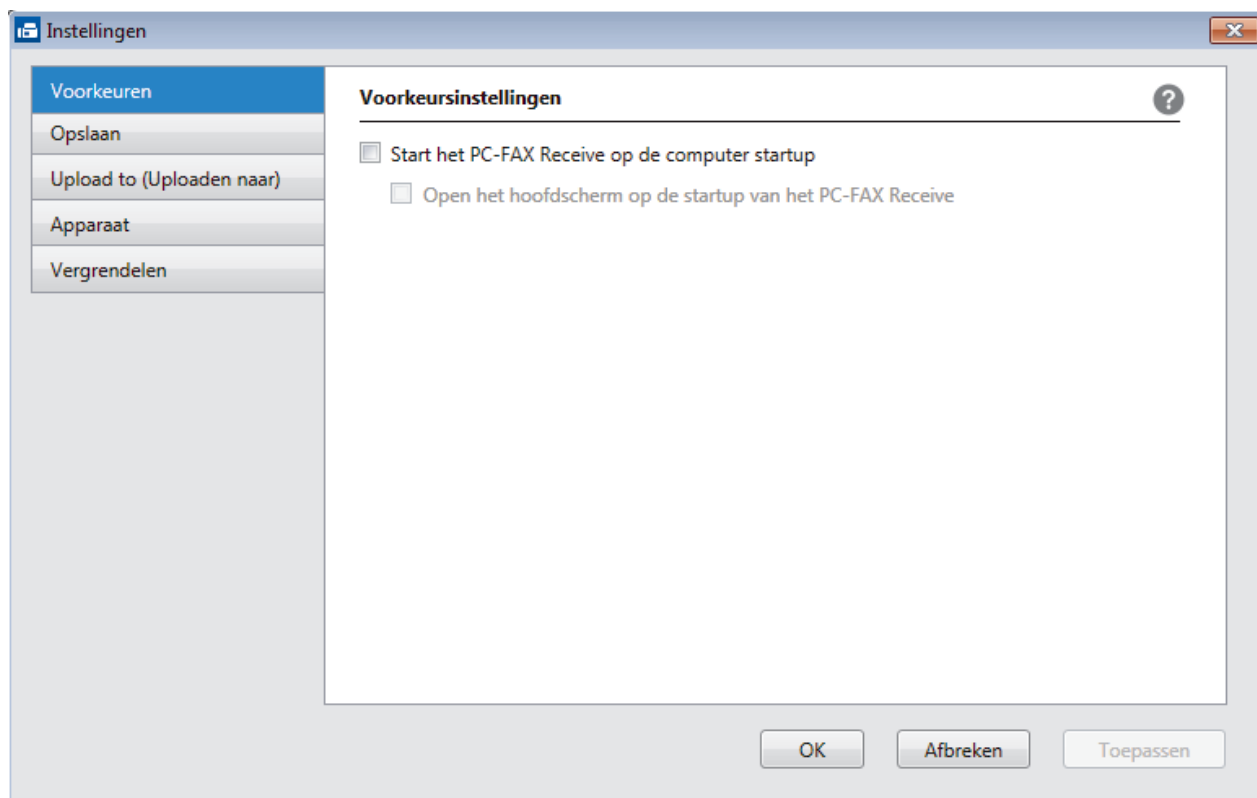 Instellingen
Voorkeuren
Opslaan
Upload to (Uploaden naar)
Apparaat
Vergrendelen
Voorkeursinstellingen
?
Start het PC-FAX Receive op de computer startup
Open het hoofdscherm op de startup van het PC-FAX Receive
OK
Afbreken
Toepassen